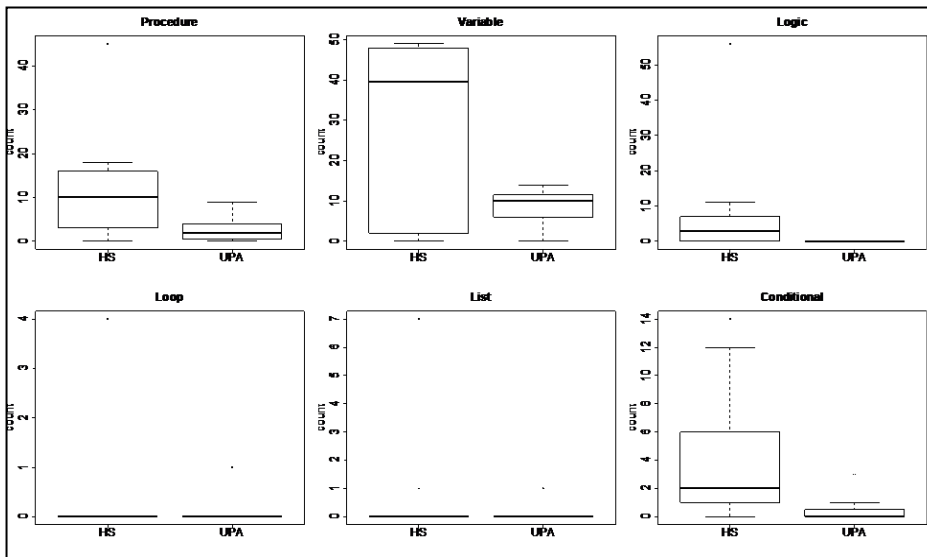 Procedure
count
0
10
20
30
40
HS
UPA
Variable
count
0
10
20
30
40
50
HS
UPA
Logic
count
0
10
20
30
40
50
HS
UPA
Loop
count
0
1
2
3
4
HS
UPA
List
count
0
1
2
3
4
5
6
7
HS
UPA
Conditional
count
0
2
4
6
8
10
12
14
HS
UPA